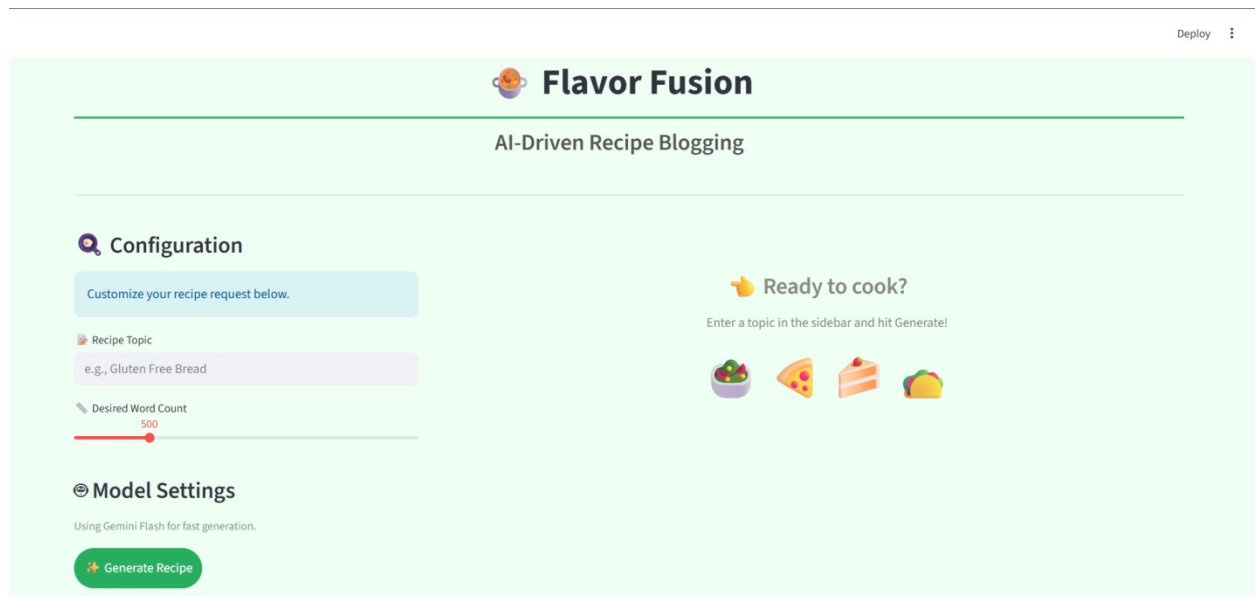 Deploy
Flavor Fusion
AI-Driven Recipe Blogging
Configuration
Customize your recipe request below.
Recipe Topic
e.g., Gluten Free Bread
Desired Word Count
500
Model Settings
Using Gemini Flash for fast generation.
Generate Recipe
Ready to cook?
Enter a topic in the sidebar and hit Generate!